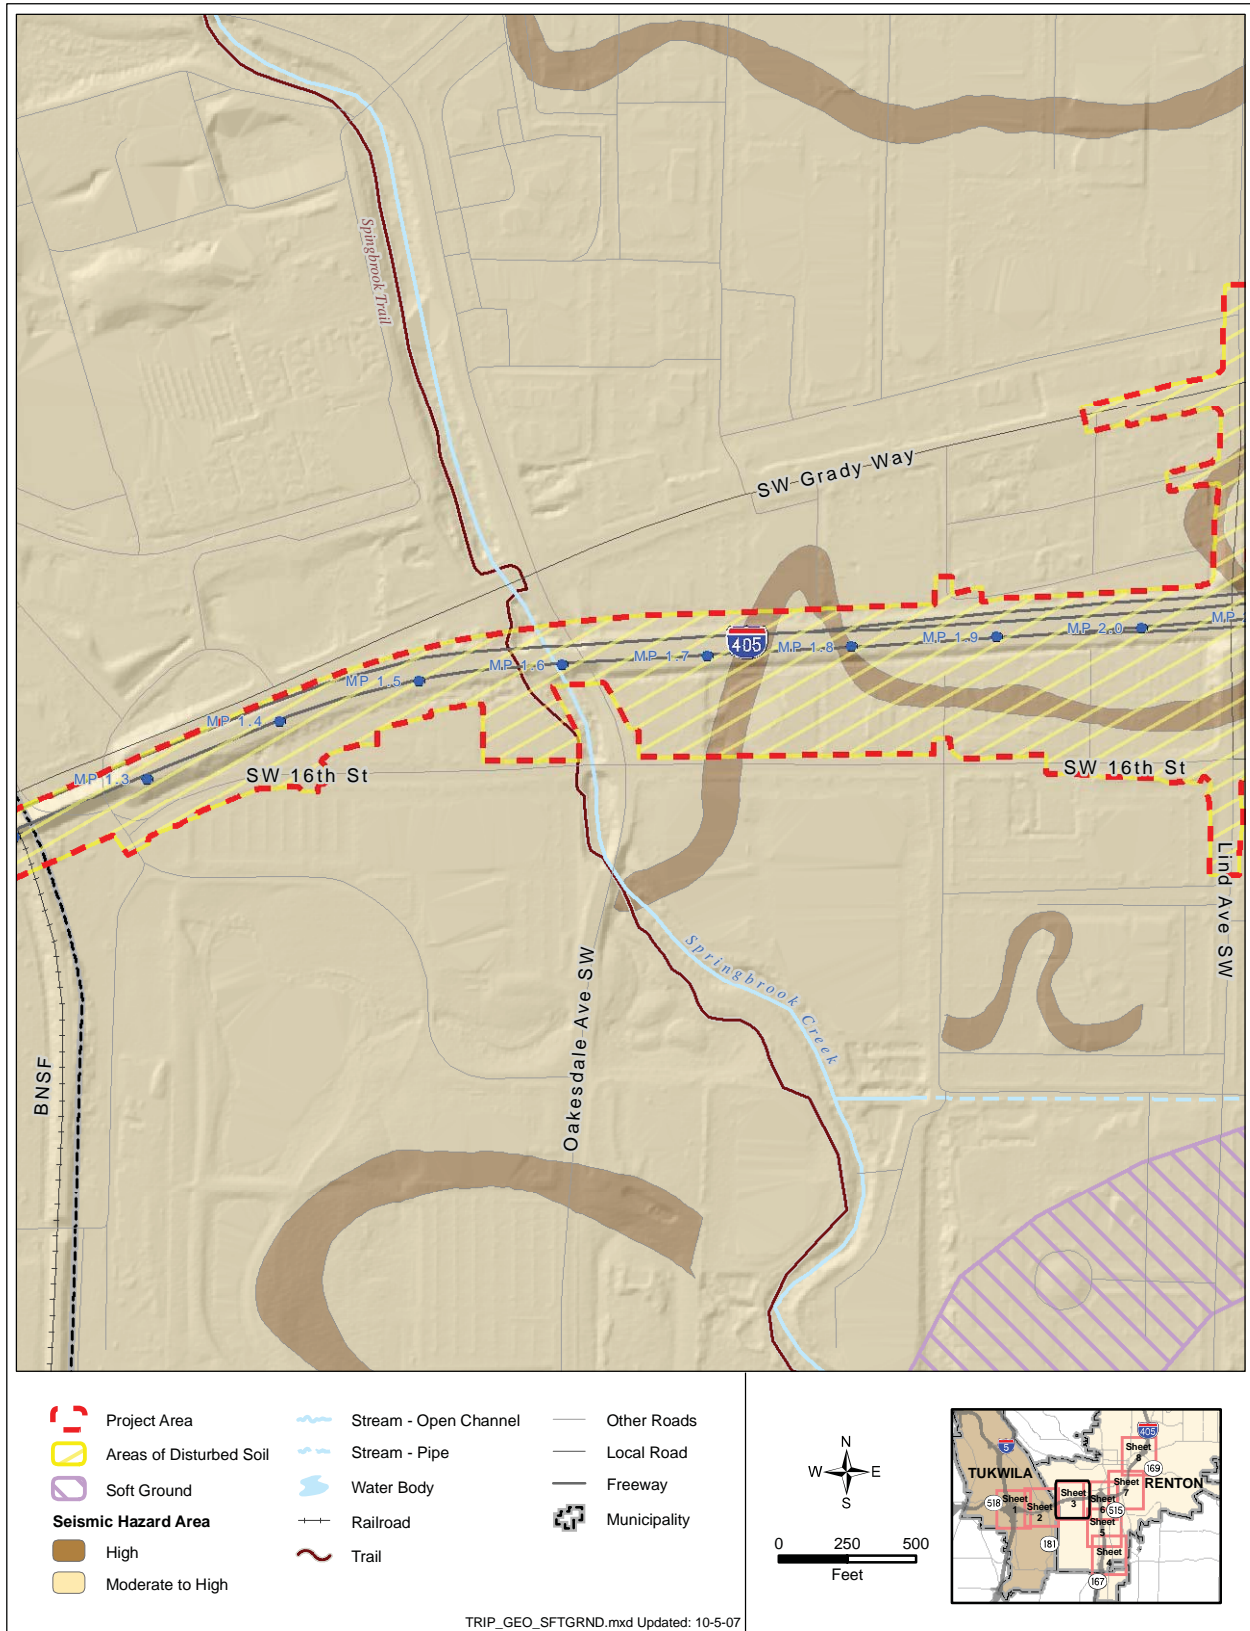 Spingbrook Trail
SW Grady Way
405
MP 1.3
MP 1.4
MP 1.5
MP 1.6
MP 1.7
MP 1.8
MP 1.9
MP 2.0
MP
SW 16th St
SW 16th St
Lind Ave SW
Springbrook Creek
Oakesdale Ave SW
BNSF
Project Area
Areas of Disturbed Soil
Soft Ground
Seismic Hazard Area
High
Moderate to High
Stream - Open Channel
Stream - Pipe
Water Body
Railroad
Trail
Other Roads
Local Road
Freeway
Municipality
TRIP_GEO_SFTGRND.mxd Updated: 10-5-07
N
W E
S
0 250 500
Feet
405
5
Sheet 8
169
TUKWILA
RENTON
Sheet 7
518
Sheet 1
Sheet 2
Sheet 3
Sheet 6
515
Sheet 5
181
Sheet 4
167